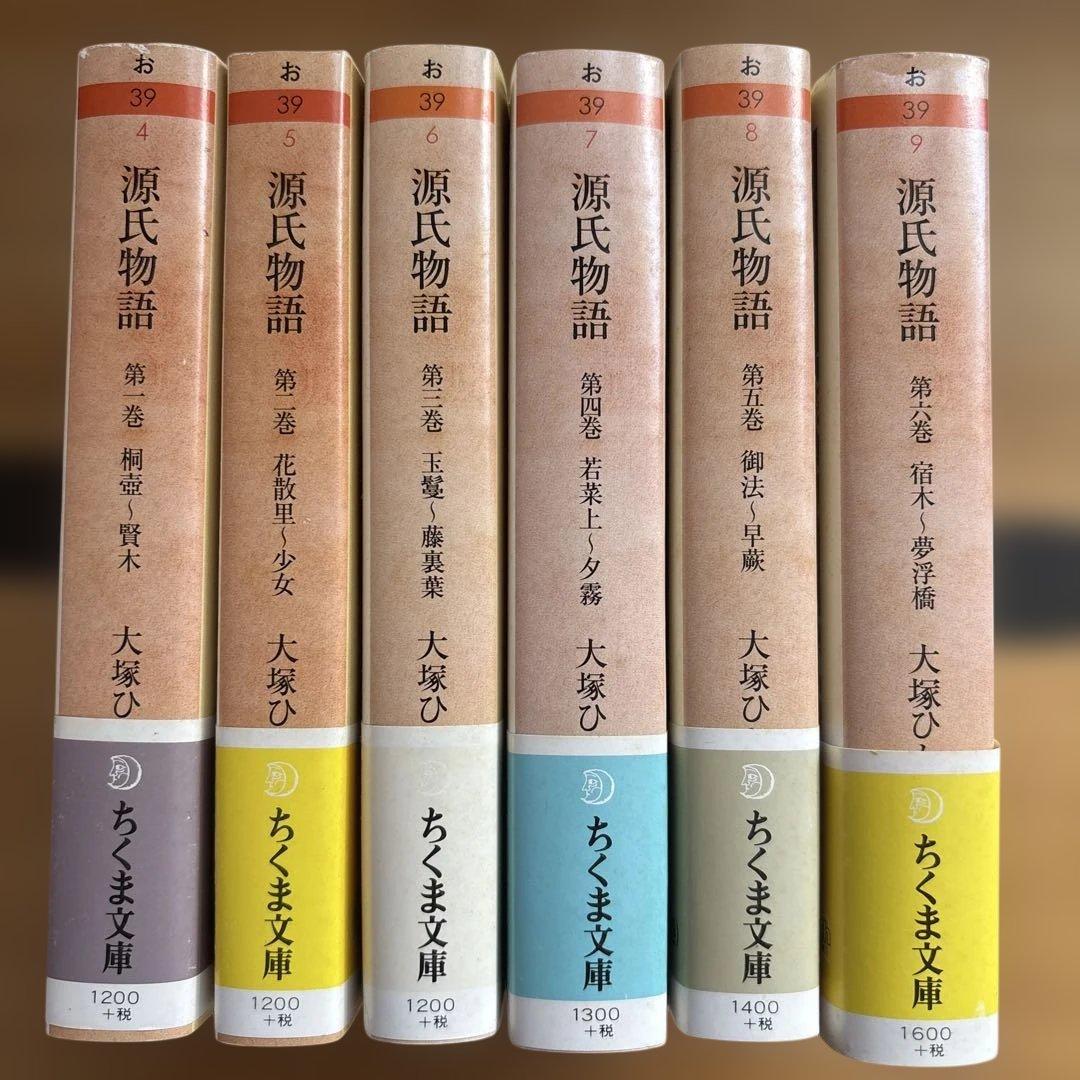 お
39
4
源氏物語
第一巻 桐壺～賢木
大塚ひ
ちくま文庫
1200
+税
お
39
5
源氏物語
第二巻 花散里～少女
大塚ひ
ちくま文庫
1200
+税
お
39
6
源氏物語
第三巻 玉鬘～藤裏葉
大塚ひ
ちくま文庫
1200
+税
お
39
7
源氏物語
第四巻 若菜上～夕霧
大塚ひ
ちくま文庫
1300
+税
お
39
8
源氏物語
第五巻 御法～早蕨
大塚ひ
ちくま文庫
1400
+税
お
39
9
源氏物語
第六巻 宿木～夢浮橋
大塚ひ
ちくま文庫
1600
+税